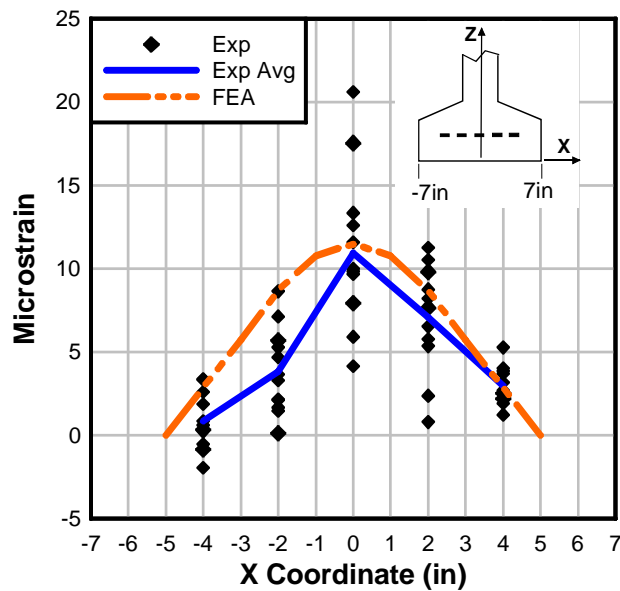 25
20
15
10
5
0
-5
Microstrain
Exp
Exp Avg
FEA
Z
X
-7in 7in
-7 -6 -5 -4 -3 -2 -1 0 1 2 3 4 5 6 7
X Coordinate (in)